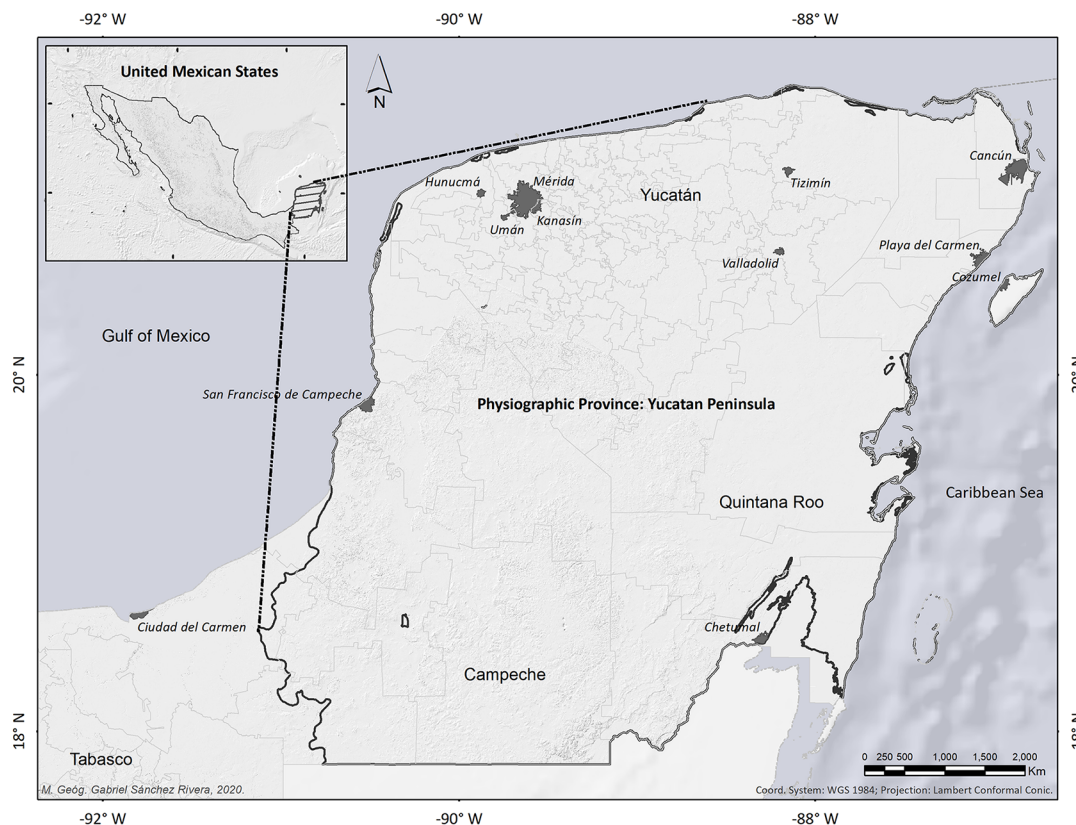 -92° W
-90° W
-88° W
United Mexican States
N
Cancún
Hunucmá
Mérida
Tizimín
Yucatán
Kanasín
Umán
Playa del Carmen
Valladolid
Cozumel
Gulf of Mexico
20° N
20° N
San Francisco de Campeche
Physiographic Province: Yucatan Peninsula
Caribbean Sea
Quintana Roo
Ciudad del Carmen
Chetumal
Campeche
18° N
18° N
Tabasco
0 250 500 1,000 1,500 2,000
Km
M. Geóg. Gabriel Sánchez Rivera, 2020.
Coord. System: WGS 1984; Projection: Lambert Conformal Conic.
-92° W
-90° W
-88° W